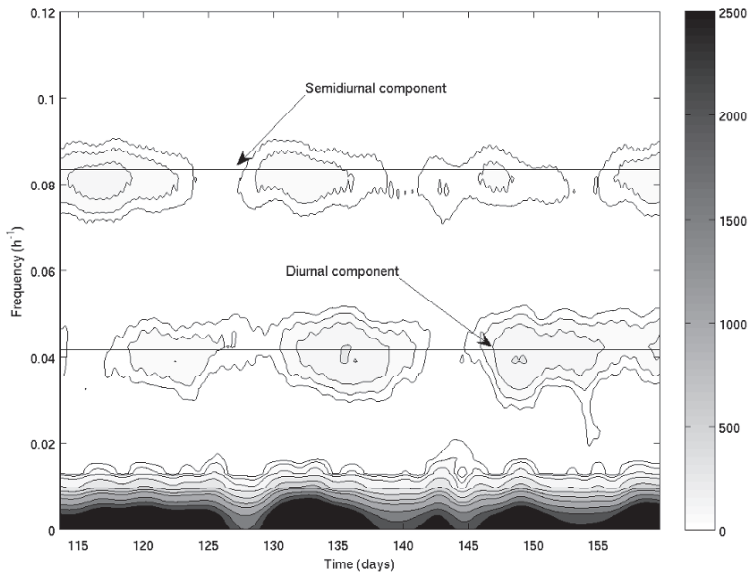 0.12
0.1
0.08
0.06
0.04
0.02
0
Frequency (h-1)
Semidiurnal component
Diurnal component
115 120 125 130 135 140 145 150 155
Time (days)
2500
2000
1500
1000
500
0